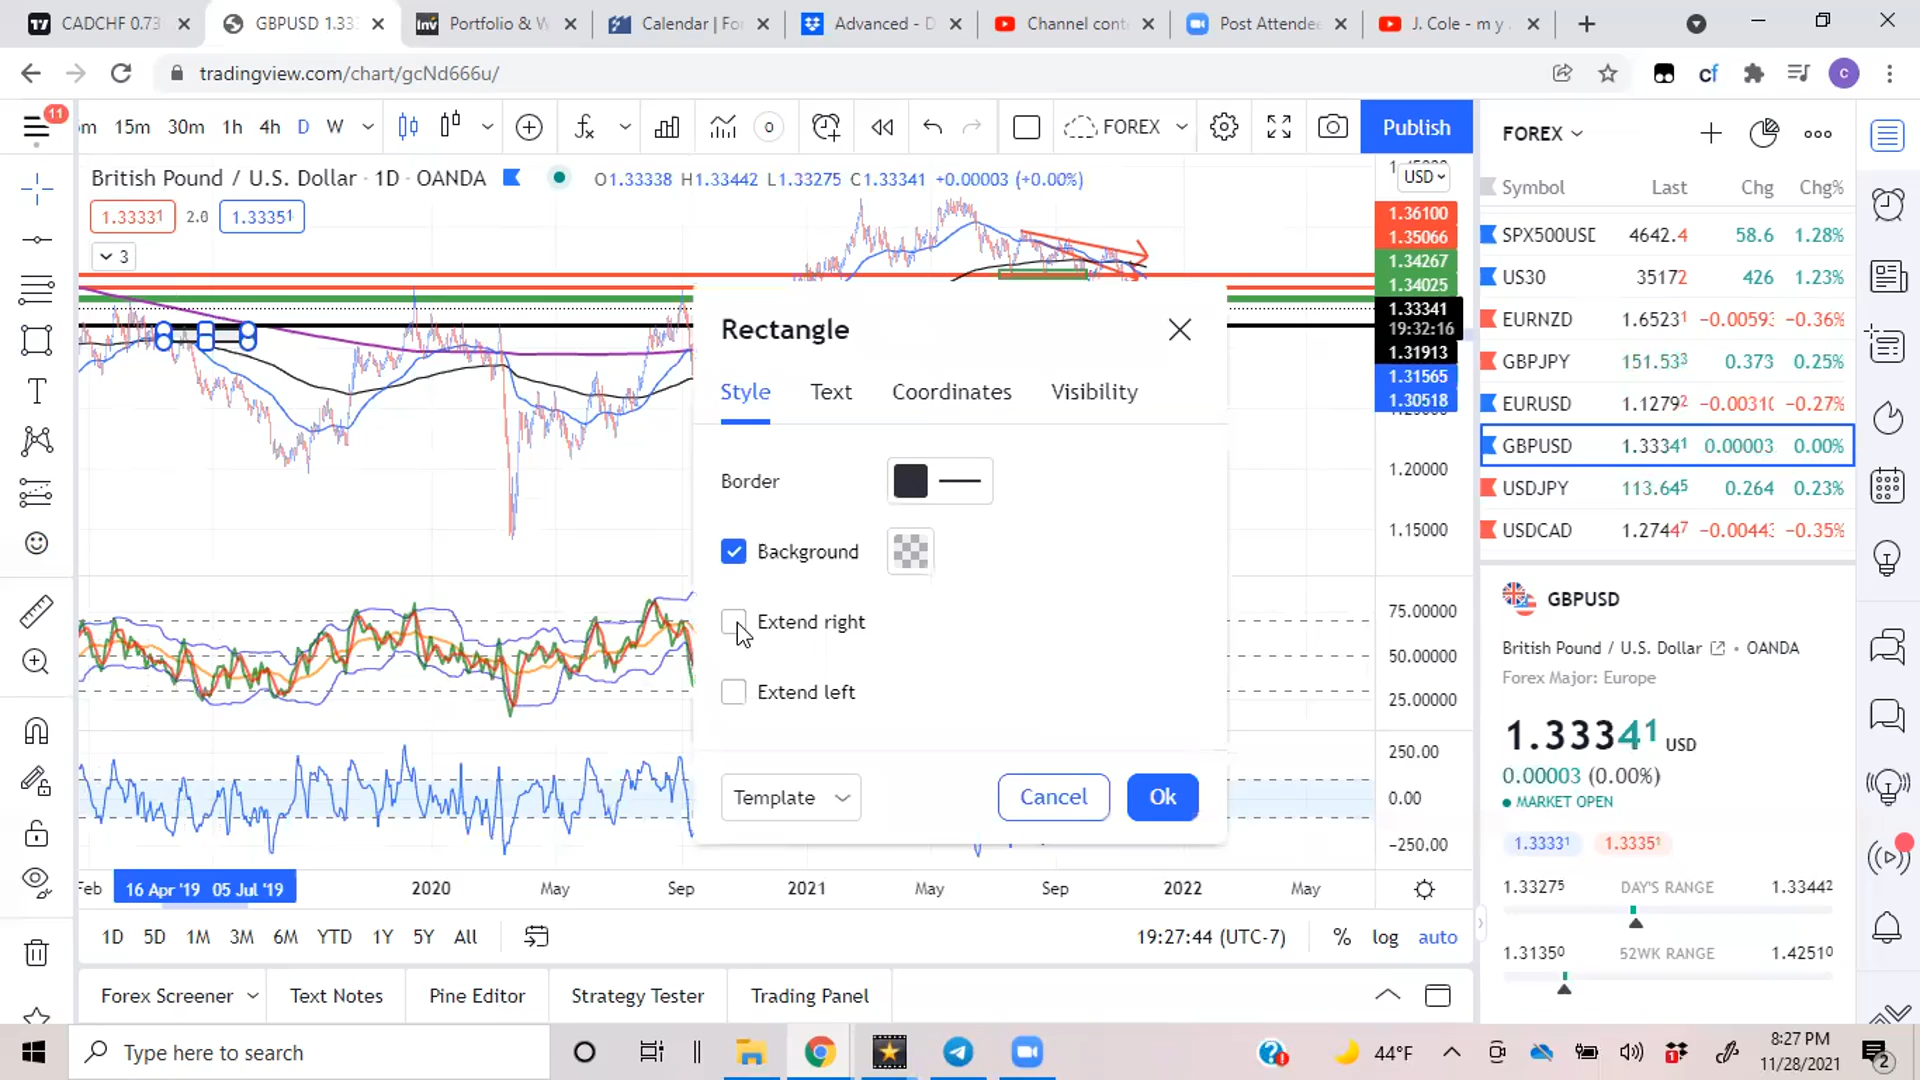 CADCHF 0.73
GBPUSD 1.33
Portfolio & W
Calendar | Fo
Advanced - D
Channel cont
Post Attendee
J. Cole - m y .
tradingview.com/chart/gcNd666u/
11
m 15m 30m 1h 4h D W
0
FOREX
Publish
British Pound / U.S. Dollar · 1D · OANDA
O1.33338 H1.33442 L1.33275 C1.33341 +0.00003 (+0.00%)
1.33331 2.0 1.33351
3
USD
1.36100
1.35066
1.34267
1.34025
1.33341
19:32:16
1.31913
1.31565
1.30518
1.20000
1.15000
75.00000
50.00000
25.00000
250.00
0.00
−250.00
Rectangle
Style Text Coordinates Visibility
Border
Background
Extend right
Extend left
Template
Cancel
Ok
Feb 16 Apr '19 05 Jul '19 2020 May Sep 2021 May Sep 2022 May
1D 5D 1M 3M 6M YTD 1Y 5Y All
19:27:44 (UTC-7) % log auto
Forex Screener Text Notes Pine Editor Strategy Tester Trading Panel
FOREX
Symbol Last Chg Chg%
SPX500USD 4642.4 58.6 1.28%
US30 35172 426 1.23%
EURNZD 1.65231 −0.00593 −0.36%
GBPJPY 151.533 0.373 0.25%
EURUSD 1.12792 −0.00310 −0.27%
GBPUSD 1.33341 0.00003 0.00%
USDJPY 113.645 0.264 0.23%
USDCAD 1.27447 −0.00443 −0.35%
GBPUSD
British Pound / U.S. Dollar • OANDA
Forex Major: Europe
1.33341 USD
0.00003 (0.00%)
MARKET OPEN
1.33331 1.33351
1.33275 DAY'S RANGE 1.33442
1.31350 52WK RANGE 1.42510
Type here to search
44°F
8:27 PM
11/28/2021
2